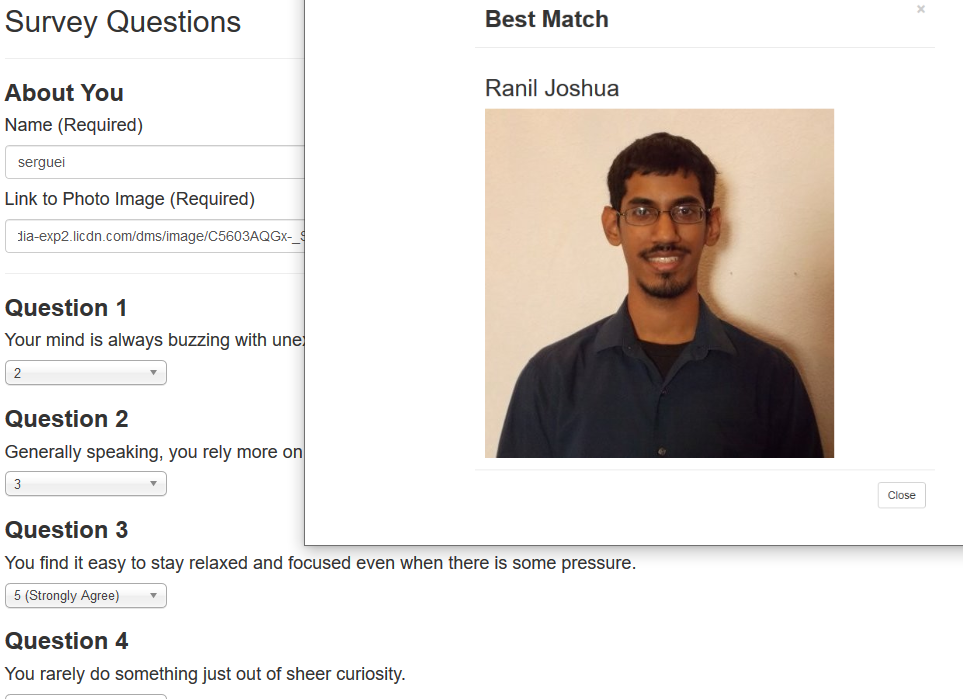 Survey Questions
About You
Name (Required)
serguei
Link to Photo Image (Required)
dia-exp2.licdn.com/dms/image/C5603AQGx-_S
Question 1
Your mind is always buzzing with
2
Question 2
Generally speaking, you rely more on
3
Question 3
You find it easy to stay relaxed and focused even when there is some pressure.
5 (Strongly Agree)
Question 4
You rarely do something just out of sheer curiosity.
Best Match
×
Ranil Joshua
Close